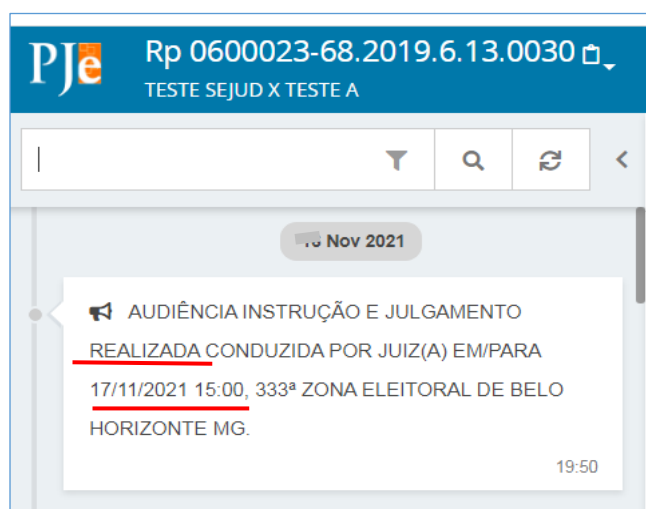 PJe Rp 0600023-68.2019.6.13.0030
TESTE SEJUD X TESTE A
Nov 2021
AUDIÊNCIA INSTRUÇÃO E JULGAMENTO
REALIZADA CONDUZIDA POR JUIZ(A) EM/PARA
17/11/2021 15:00, 333ª ZONA ELEITORAL DE BELO
HORIZONTE MG.
19:50